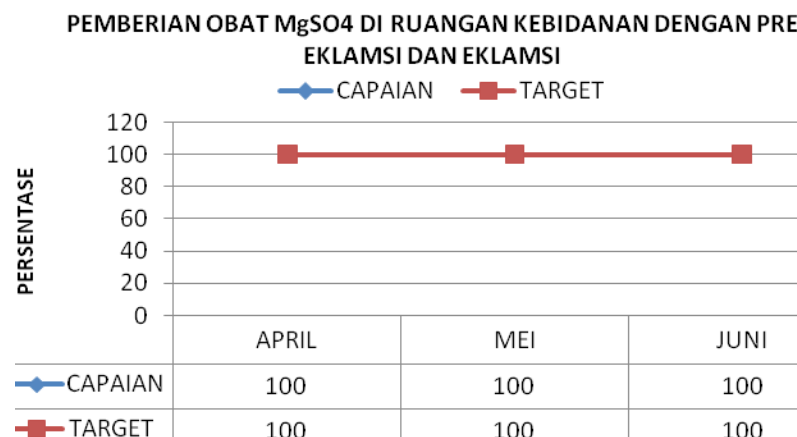 PEMBERIAN OBAT MgSO4 DI RUANGAN KEBIDANAN DENGAN PRE
EKLAMSI DAN EKLAMSI
CAPAIAN TARGET
PERSENTASE
120
100
80
60
40
20
0
APRIL MEI JUNI
CAPAIAN 100 100 100
TARGET 100 100 100